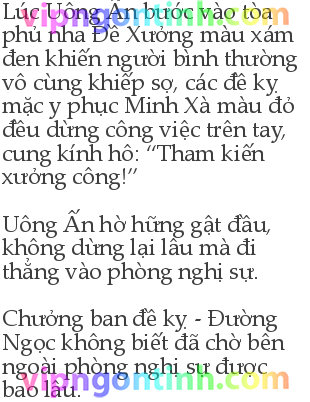 Lúc Uông Ấn bước vào tòa
phủ nha Đề Xưởng màu xám
đen khiến người bình thường
vô cùng khiếp sợ, các đề kỵ
mặc y phục Minh Xà màu đỏ
đều dừng công việc trên tay,
cung kính hô: “Tham kiến
xưởng công!”
Uông Ấn hờ hững gật đầu,
không dừng lại lâu mà đi
thẳng vào phòng nghị sự.
Chưởng ban đề kỵ - Đường
Ngọc không biết đã chờ bên
ngoài phòng nghị sự được
bao lâu.
vipngontinh.com
vipngontinh.com